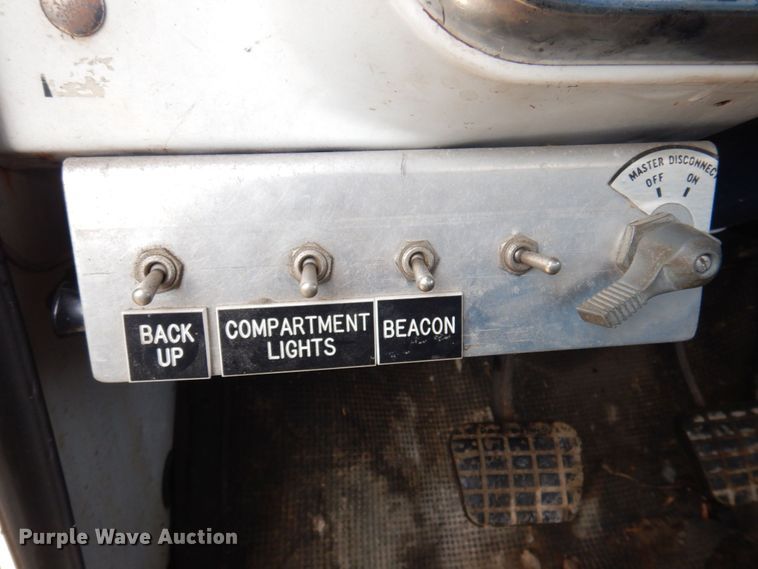 MASTER DISCONNECT
OFF ON
BACK
UP
COMPARTMENT
LIGHTS
BEACON
Purple Wave Auction